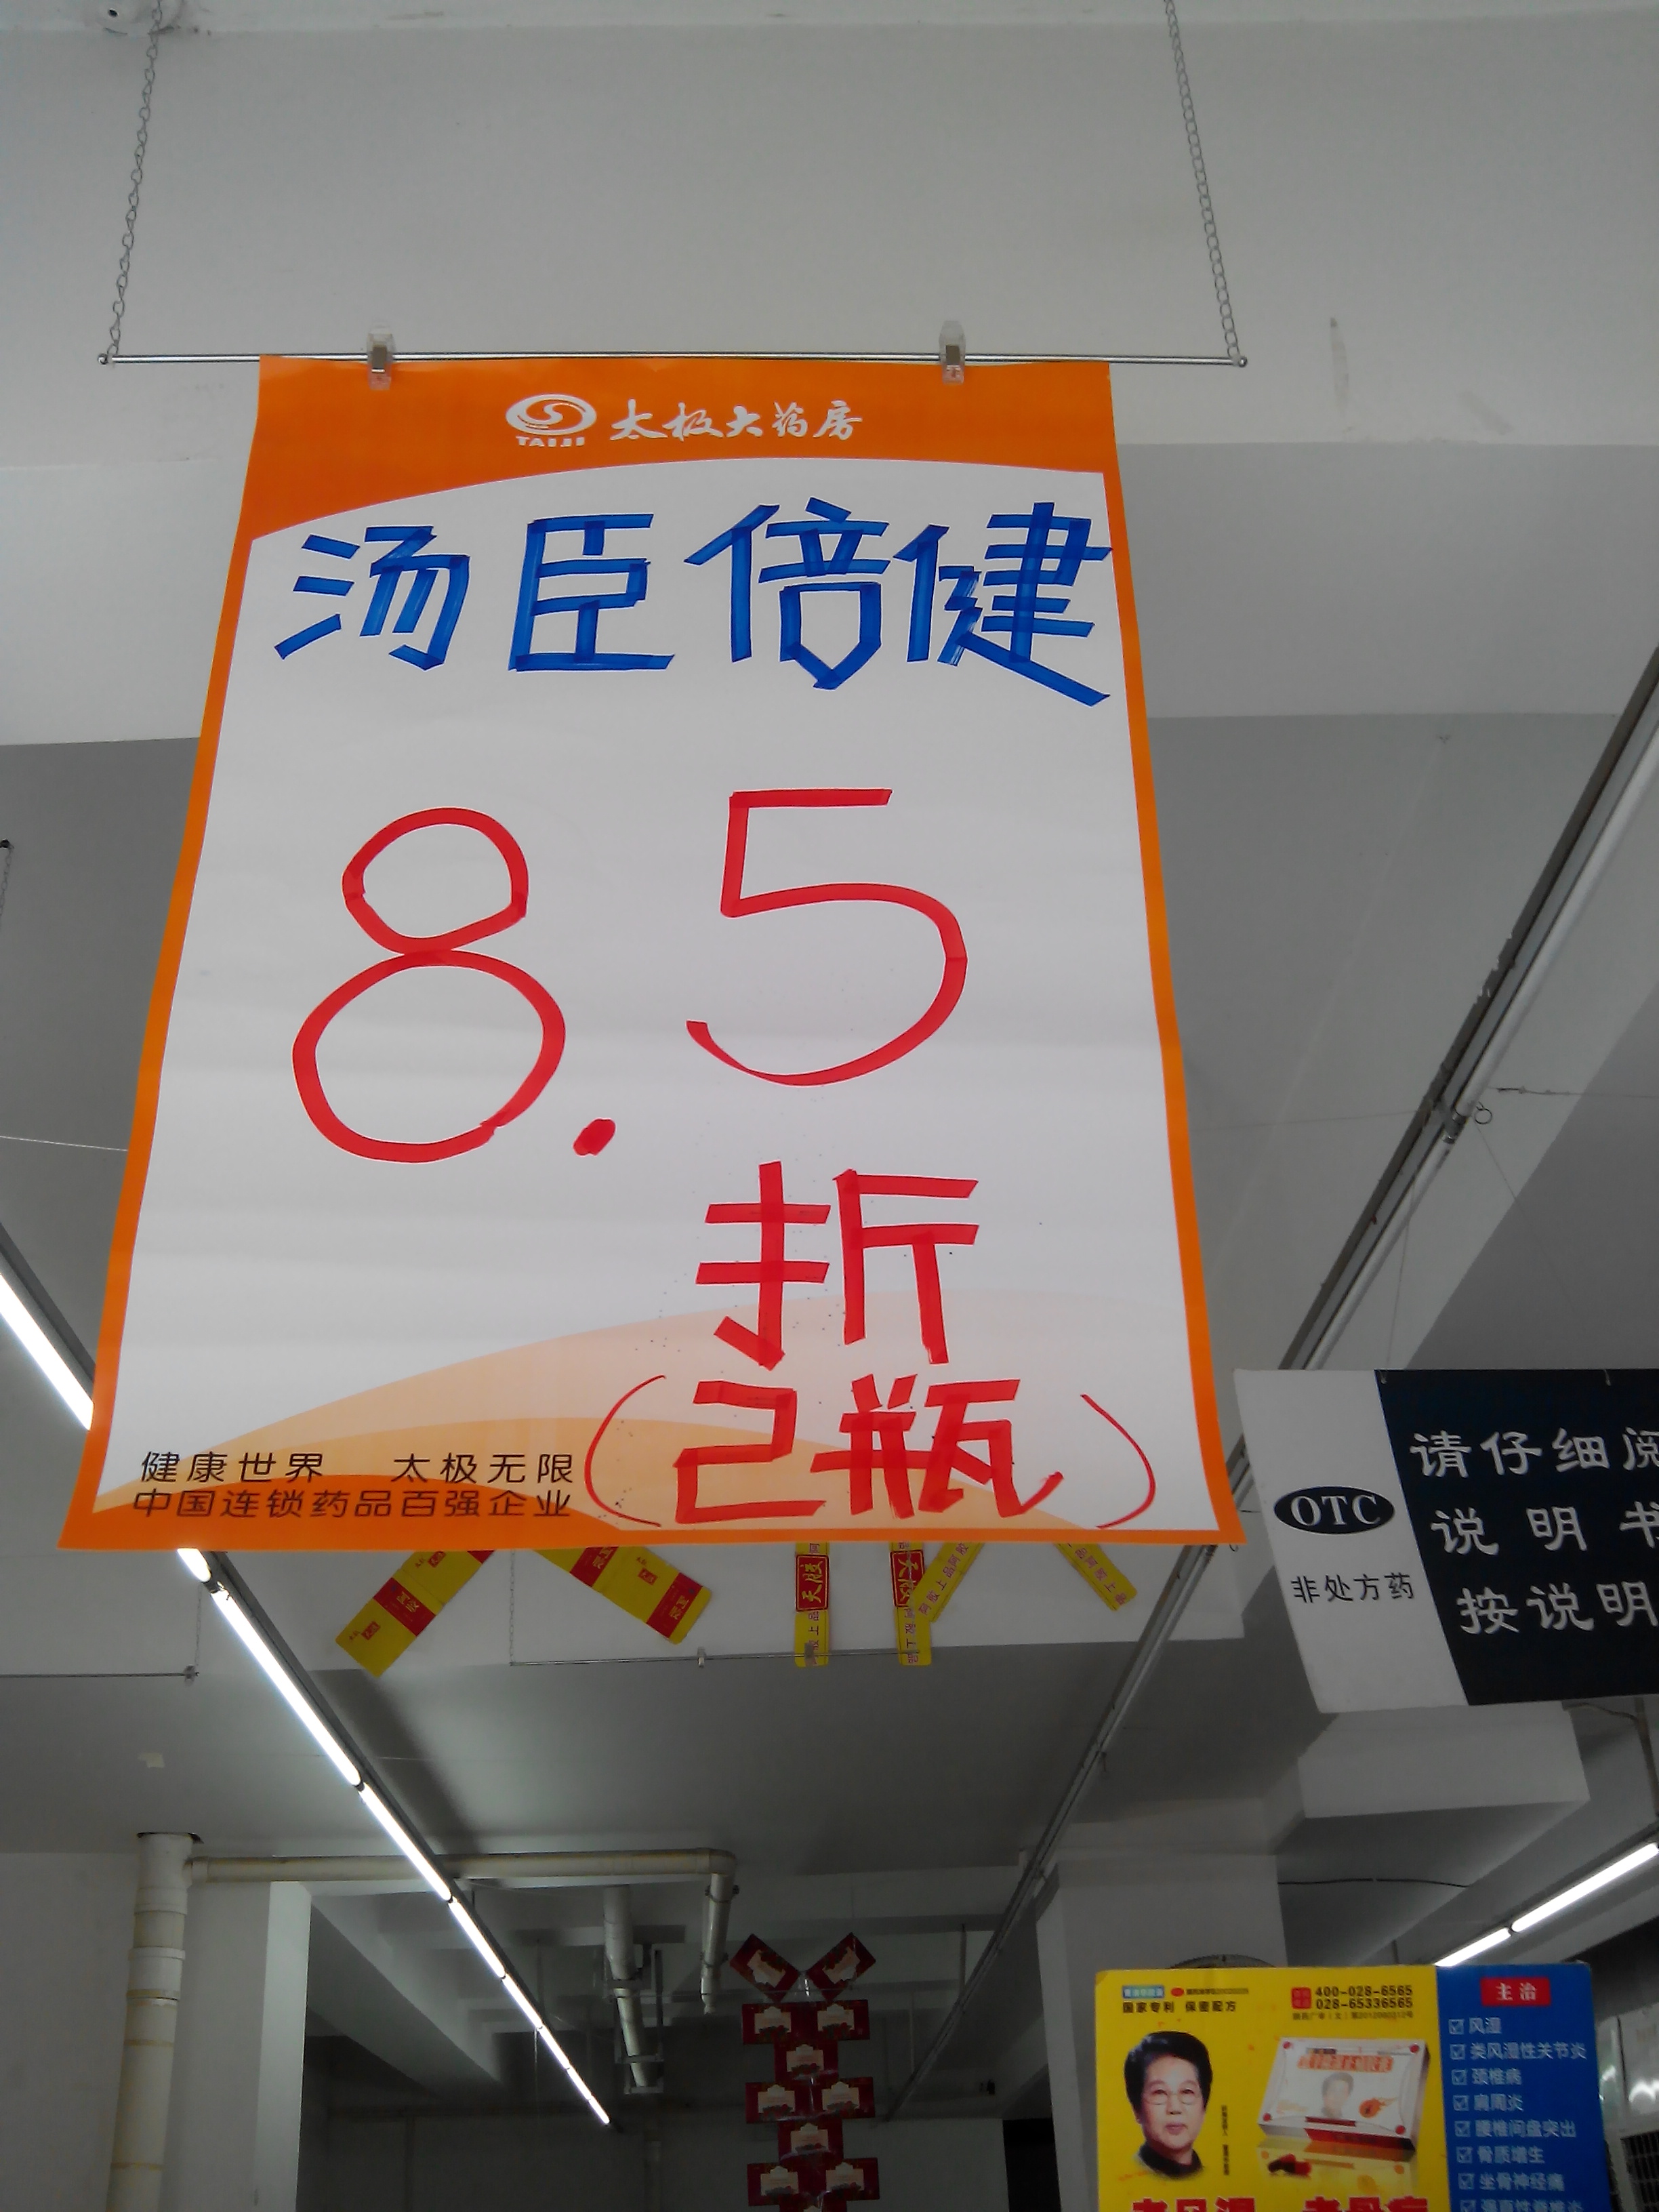 TAIJI 太极大药房
汤臣倍健
8.5
折
(2瓶)
健康世界 太极无限
中国连锁药品百强企业
OTC
非处方药
请仔细阅
说明书
按说明
天胶
天胶
国家专利 保密配方
400-028-6565
028-65336565
主治
风湿
类风湿性关节炎
颈椎病
肩周炎
腰椎间盘突出
骨质增生
坐骨神经痛